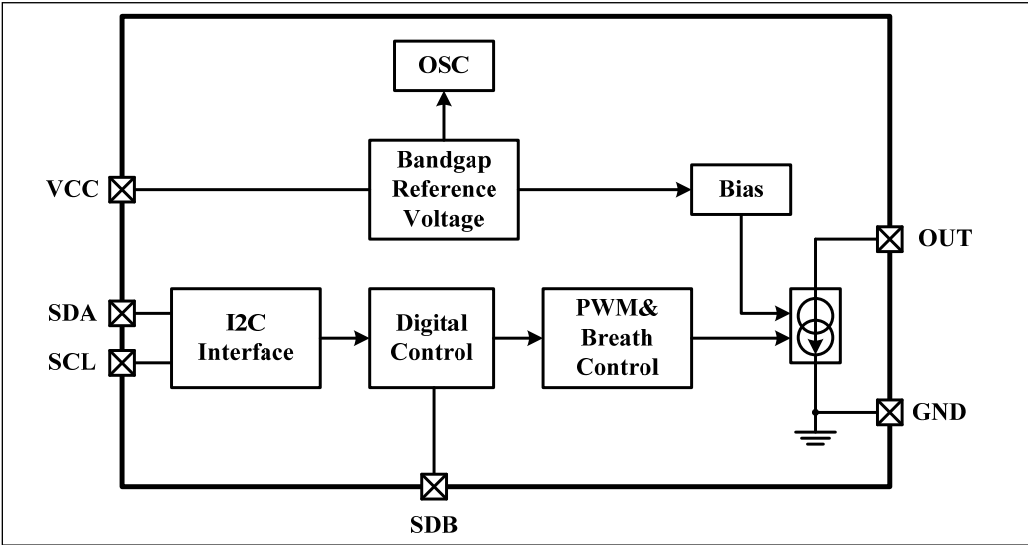 OSC
Bandgap
Reference
Voltage
VCC
Bias
OUT
SDA
SCL
I2C
Interface
Digital
Control
PWM&
Breath
Control
GND
SDB